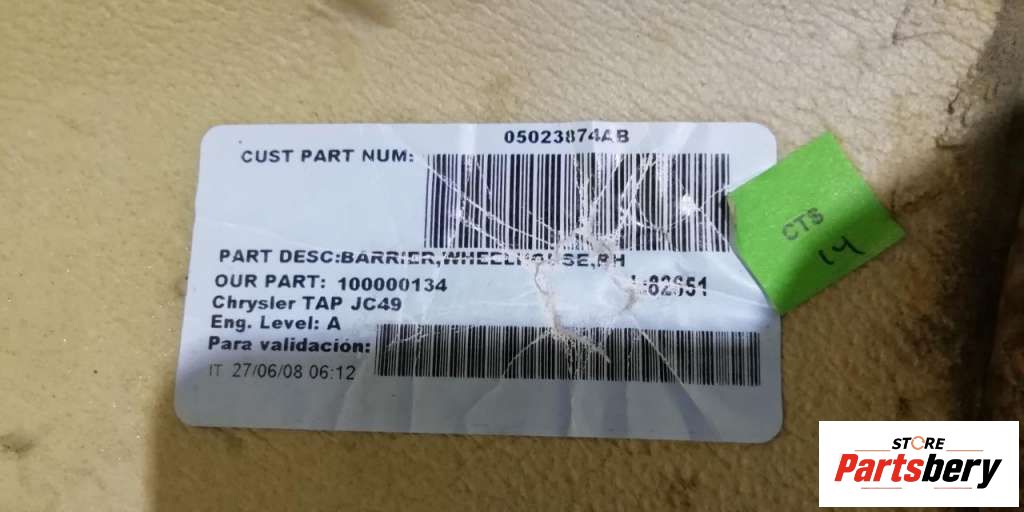 05023874AB
CUST PART NUM:
PART DESC:BARRIER,WHEELHOUSE,RH
OUR PART: 100000134
Chrysler TAP JC49
Eng. Level: A
Para validación:
IT 27/06/08 06:12
CTS
14
STORE
Partsbery